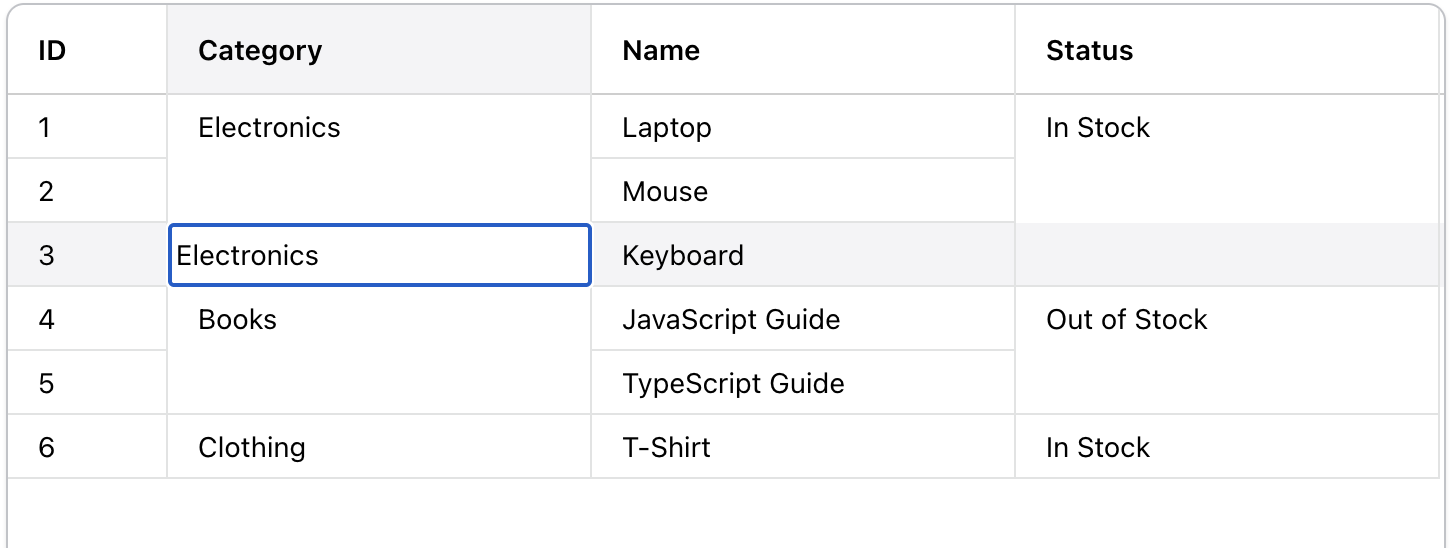 ID Category Name Status
1 Electronics Laptop In Stock
2 Mouse
3 Electronics Keyboard
4 Books JavaScript Guide Out of Stock
5 TypeScript Guide
6 Clothing T-Shirt In Stock